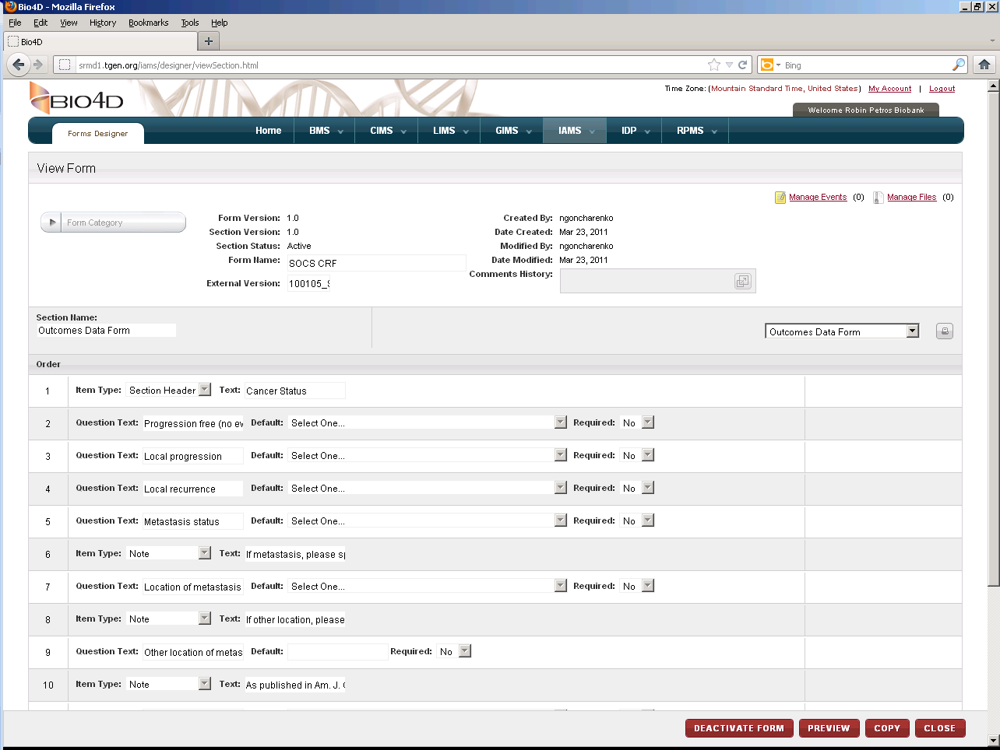 Bio4D - Mozilla Firefox
File Edit View History Bookmarks Tools Help
Bio4D
srmd1.tgen.org/iams/designer/viewSection.html
Bing
BIO4D
Time Zone: (Mountain Standard Time, United States) My Account | Logout
Welcome Robin Petros Biobank
Forms Designer Home BMS CIMS LIMS GIMS IAMS IDP RPMS
View Form
Manage Events (0) Manage Files (0)
Form Category
Form Version: 1.0
Section Version: 1.0
Section Status: Active
Form Name: SOCS CRF
External Version: 100105_
Created By: ngoncharenko
Date Created: Mar 23, 2011
Modified By: ngoncharenko
Date Modified: Mar 23, 2011
Comments History:
Section Name:
Outcomes Data Form
Outcomes Data Form
Order
1 Item Type: Section Header Text: Cancer Status
2 Question Text: Progression free (no ev Default: Select One... Required: No
3 Question Text: Local progression Default: Select One... Required: No
4 Question Text: Local recurrence Default: Select One... Required: No
5 Question Text: Metastasis status Default: Select One... Required: No
6 Item Type: Note Text: If metastasis, please sp
7 Question Text: Location of metastasis Default: Select One... Required: No
8 Item Type: Note Text: If other location, please
9 Question Text: Other location of metas Default: Required: No
10 Item Type: Note Text: As published in Am. J.
DEACTIVATE FORM PREVIEW COPY CLOSE